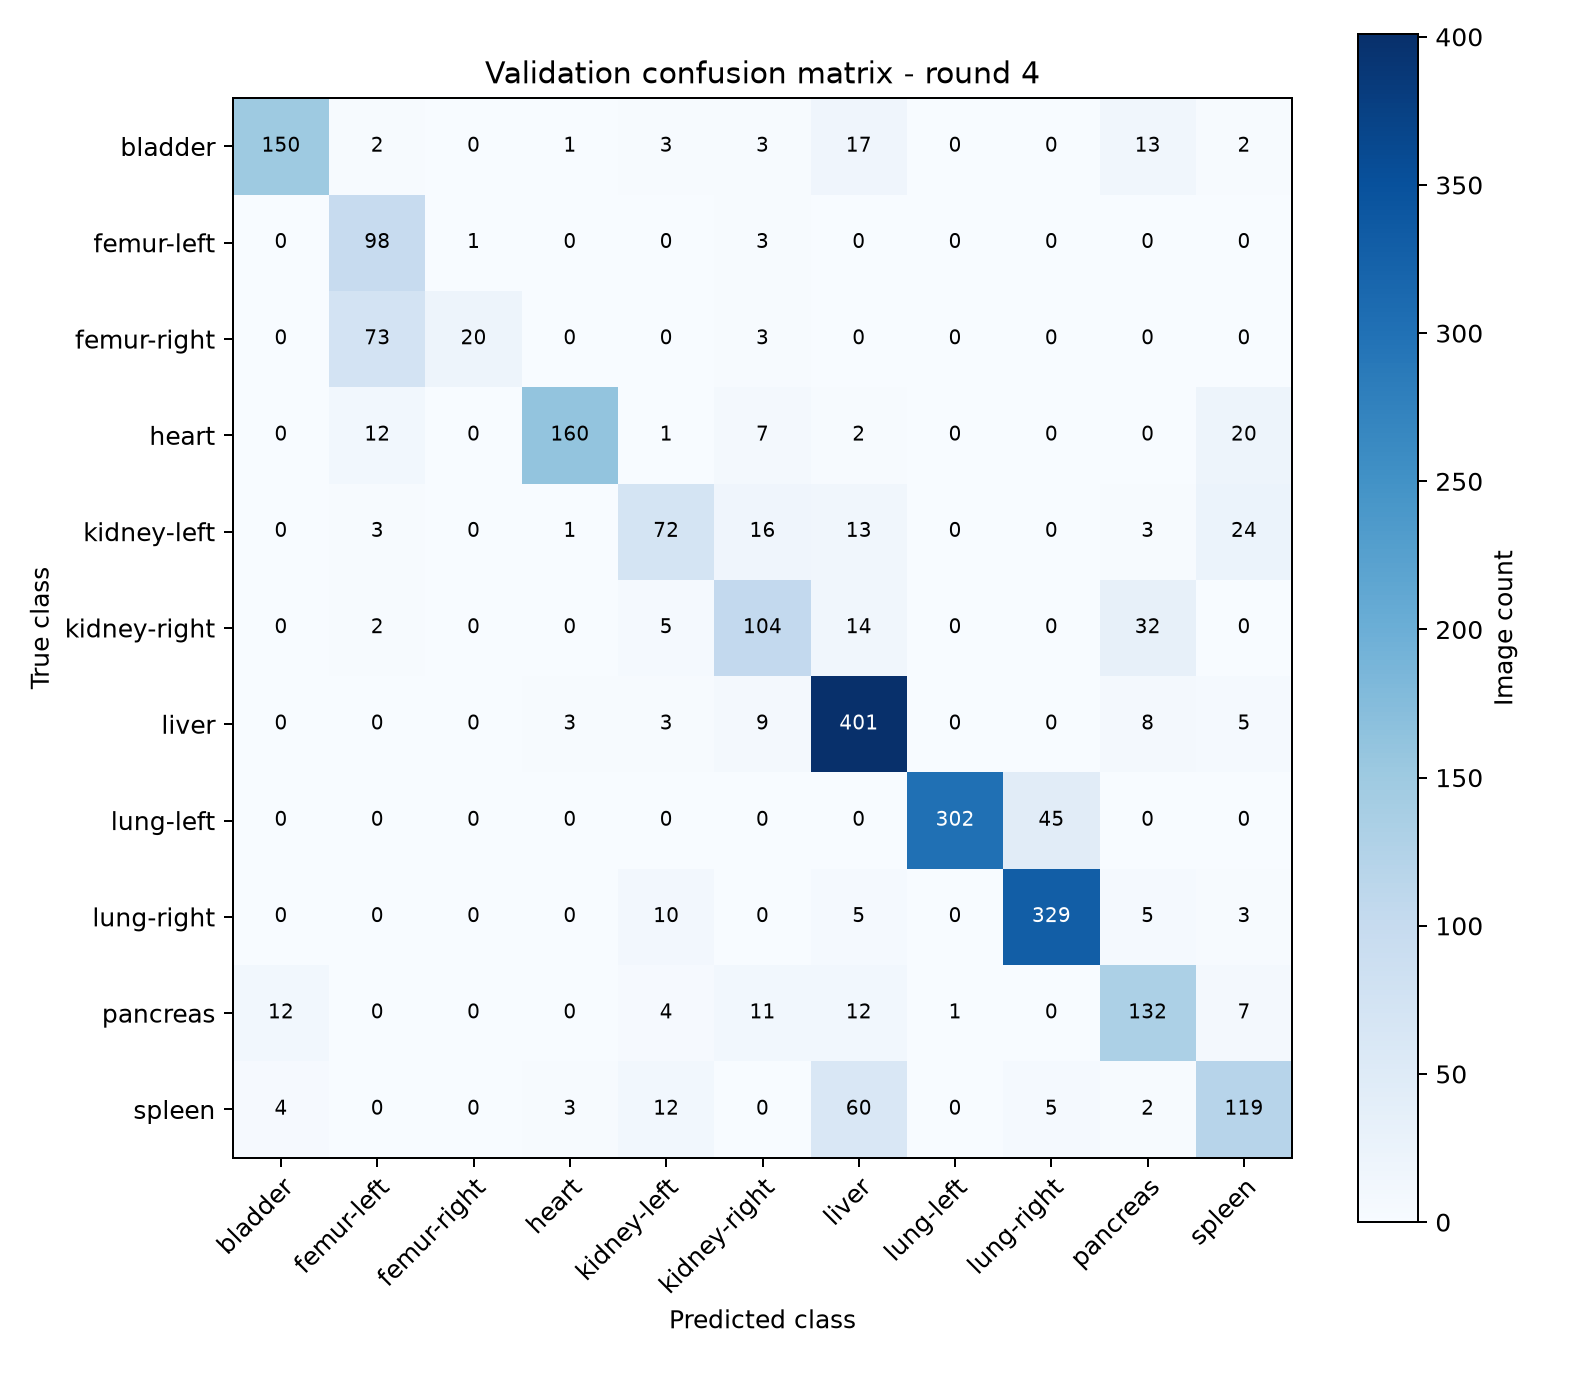 Validation confusion matrix - round 4
True class
bladder 150 2 0 1 3 3 17 0 0 13 2
femur-left 0 98 1 0 0 3 0 0 0 0 0
femur-right 0 73 20 0 0 3 0 0 0 0 0
heart 0 12 0 160 1 7 2 0 0 0 20
kidney-left 0 3 0 1 72 16 13 0 0 3 24
kidney-right 0 2 0 0 5 104 14 0 0 32 0
liver 0 0 0 3 3 9 401 0 0 8 5
lung-left 0 0 0 0 0 0 0 302 45 0 0
lung-right 0 0 0 0 10 0 5 0 329 5 3
pancreas 12 0 0 0 4 11 12 1 0 132 7
spleen 4 0 0 3 12 0 60 0 5 2 119
bladder femur-left femur-right heart kidney-left kidney-right liver lung-left lung-right pancreas spleen
Predicted class
400
350
300
250
200
150
100
50
0
Image count